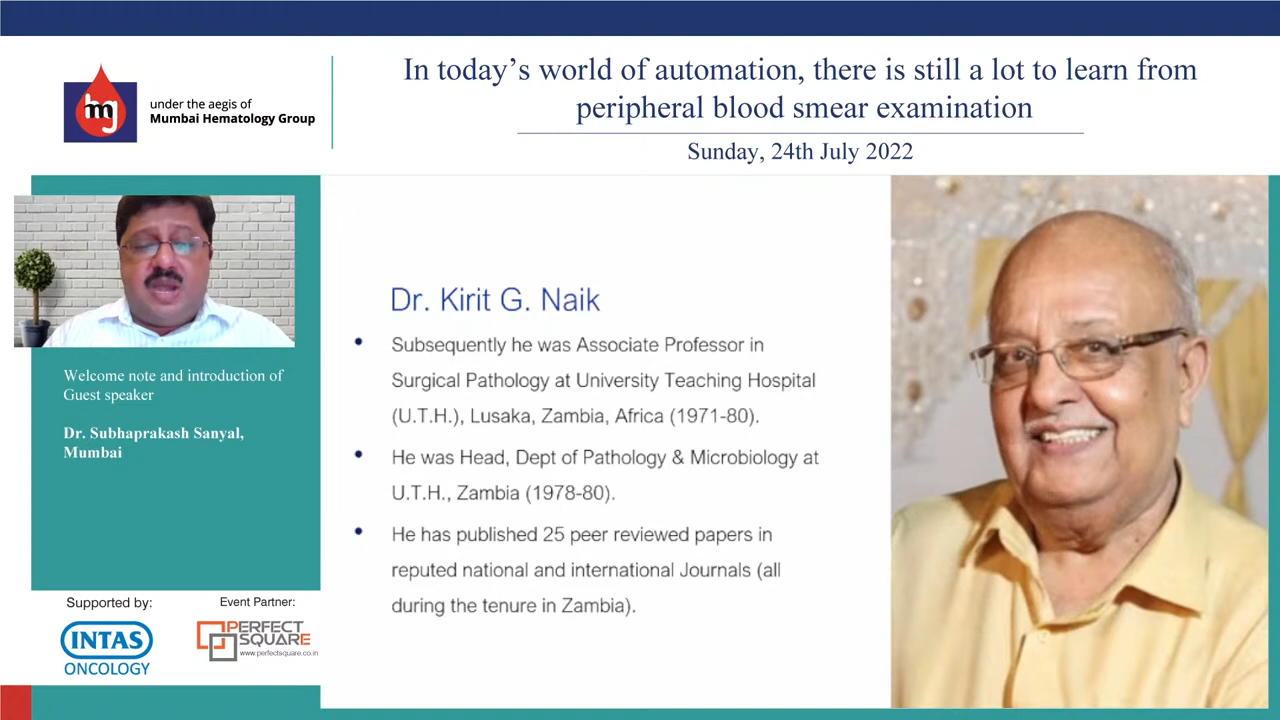 hmg
under the aegis of
Mumbai Hematology Group
In today's world of automation, there is still a lot to learn from
peripheral blood smear examination
Sunday, 24th July 2022
Welcome note and introduction of
Guest speaker
Dr. Subhaprakash Sanyal,
Mumbai
Dr. Kirit G. Naik
• Subsequently he was Associate Professor in
Surgical Pathology at University Teaching Hospital
(U.T.H.), Lusaka, Zambia, Africa (1971-80).
• He was Head, Dept of Pathology & Microbiology at
U.T.H., Zambia (1978-80).
• He has published 25 peer reviewed papers in
reputed national and international Journals (all
during the tenure in Zambia).
Supported by:
INTAS
ONCOLOGY
Event Partner:
PERFECT
SQUARE
www.perfectsquare.co.in